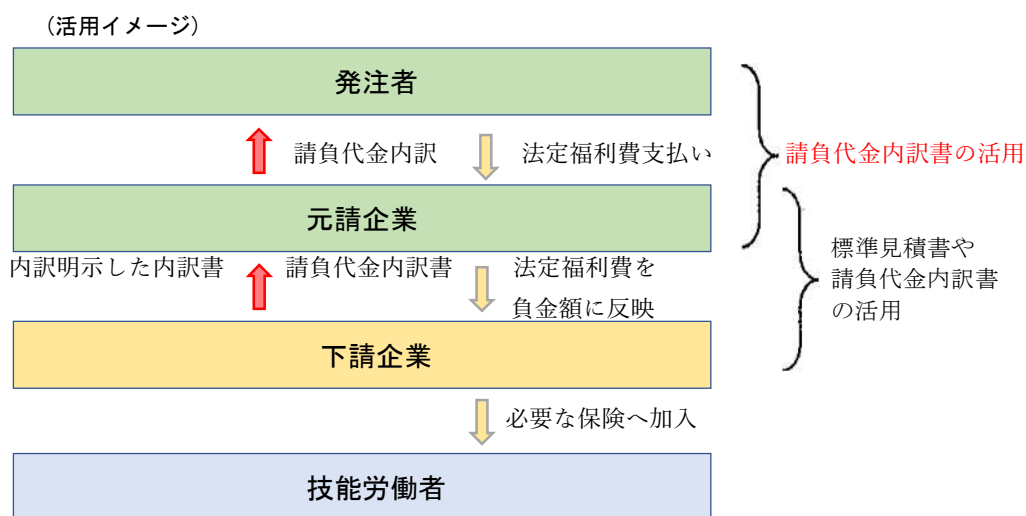 （活用イメージ）
発注者
請負代金内訳
法定福利費支払い
請負代金内訳書の活用
元請企業
内訳明示した内訳書
請負代金内訳書
法定福利費を
負金額に反映
標準見積書や
請負代金内訳書
の活用
下請企業
必要な保険へ加入
技能労働者